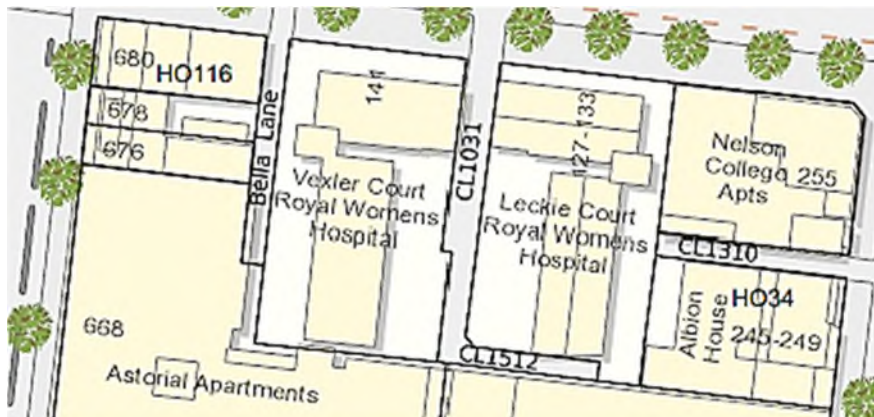 680
HO116
678
676
Bella Lane
141
Vexler Court
Royal Womens
Hospital
CL1031
127-133
Leckie Court
Royal Womens
Hospital
Nelson
College
Apts
255
CL1310
HO34
Albion
House
245-249
CL1512
668
Astorial Apartments